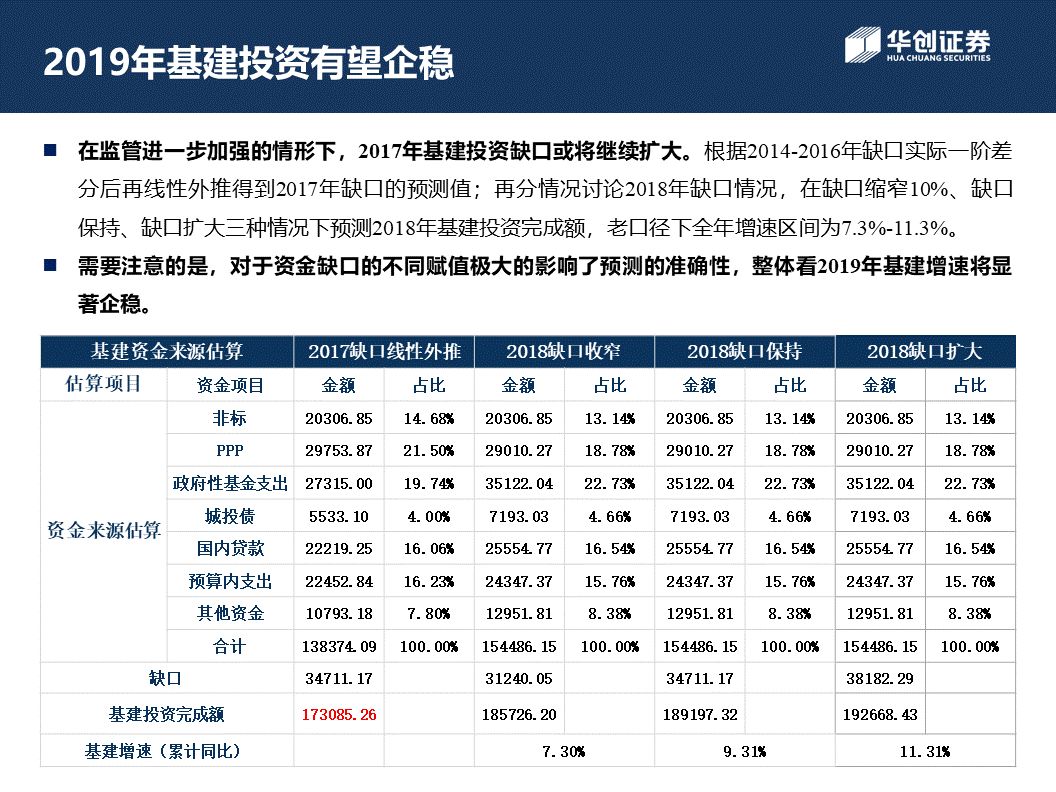 2019年基建投资有望企稳
华创证券
HUA CHUANG SECURITIES
■ 在监管进一步加强的情形下，2017年基建投资缺口或将继续扩大。根据2014-2016年缺口实际一阶差
分后再线性外推得到2017年缺口的预测值；再分情况讨论2018年缺口情况，在缺口缩窄10%、缺口
保持、缺口扩大三种情况下预测2018年基建投资完成额，老口径下全年增速区间为7.3%-11.3%。
■ 需要注意的是，对于资金缺口的不同赋值极大的影响了预测的准确性，整体看2019年基建增速将显
著企稳。
基建资金来源估算 2017缺口线性外推 2018缺口收窄 2018缺口保持 2018缺口扩大
估算项目 资金项目 金额 占比 金额 占比 金额 占比 金额 占比
资金来源估算
非标 20306.85 14.68% 20306.85 13.14% 20306.85 13.14% 20306.85 13.14%
PPP 29753.87 21.50% 29010.27 18.78% 29010.27 18.78% 29010.27 18.78%
政府性基金支出 27315.00 19.74% 35122.04 22.73% 35122.04 22.73% 35122.04 22.73%
城投债 5533.10 4.00% 7193.03 4.66% 7193.03 4.66% 7193.03 4.66%
国内贷款 22219.25 16.06% 25554.77 16.54% 25554.77 16.54% 25554.77 16.54%
预算内支出 22452.84 16.23% 24347.37 15.76% 24347.37 15.76% 24347.37 15.76%
其他资金 10793.18 7.80% 12951.81 8.38% 12951.81 8.38% 12951.81 8.38%
合计 138374.09 100.00% 154486.15 100.00% 154486.15 100.00% 154486.15 100.00%
缺口 34711.17 31240.05 34711.17 38182.29
基建投资完成额 173085.26 185726.20 189197.32 192668.43
基建增速（累计同比） 7.30% 9.31% 11.31%